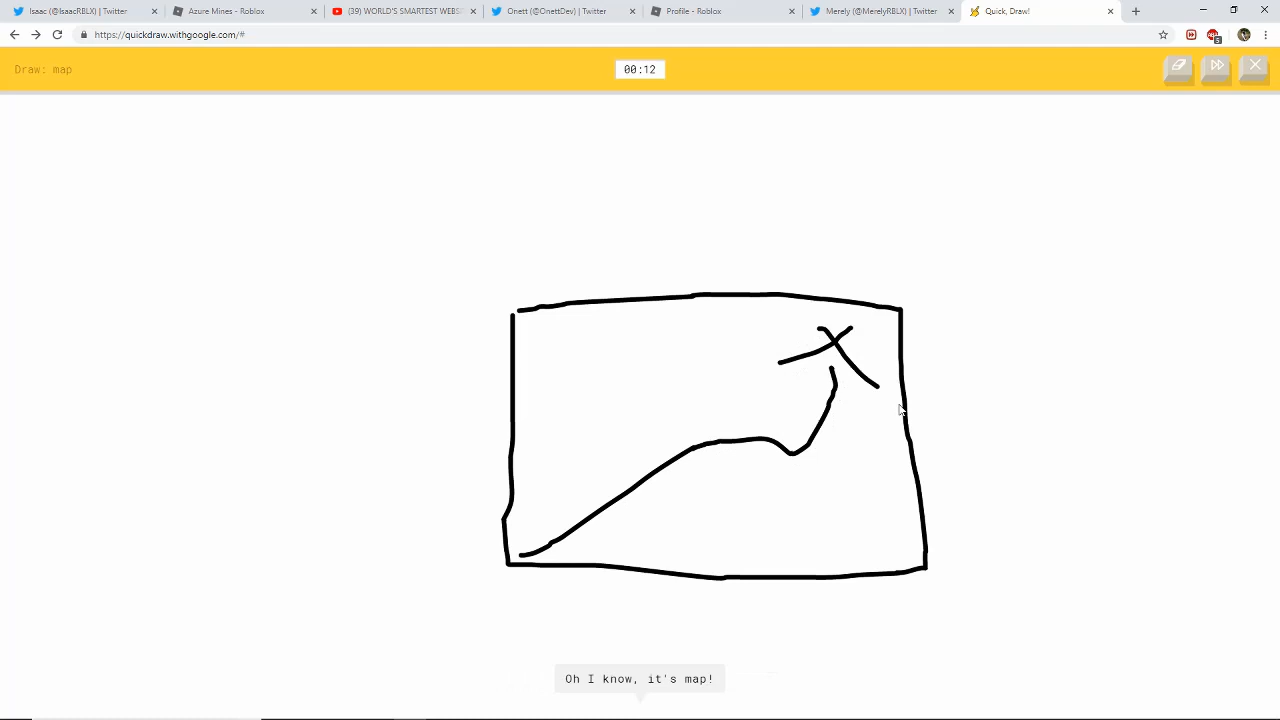 Isaac (@IsaacRBLX) | Twitter
Azure Mines - Roblox
(39) WORLD'S SMARTEST WEBS
Onett (@OnettDev) | Twitter
Profile - Roblox
Merely (@MerelyRBLX) | Twitter
Quick, Draw!
https://quickdraw.withgoogle.com/#
Draw: map
00:12
Oh I know, it's map!